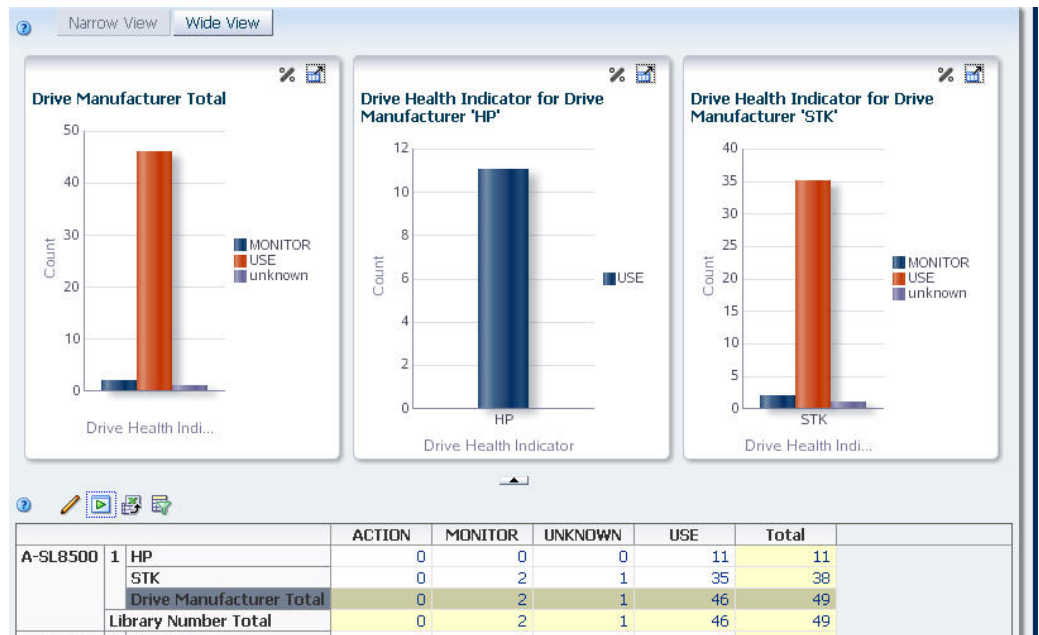 Narrow View Wide View
Drive Manufacturer Total
50
40
30
20
10
0
Count
MONITOR
USE
unknown
Drive Health Indi...
Drive Health Indicator for Drive
Manufacturer 'HP'
12
10
8
6
4
2
0
Count
USE
HP
Drive Health Indicator
Drive Health Indicator for Drive
Manufacturer 'STK'
40
35
30
25
20
15
10
5
0
Count
MONITOR
USE
unknown
STK
Drive Health Indi...
ACTION MONITOR UNKNOWN USE Total
A-SL8500 1 HP 0 0 0 11 11
STK 0 2 1 35 38
Drive Manufacturer Total 0 2 1 46 49
Library Number Total 0 2 1 46 49